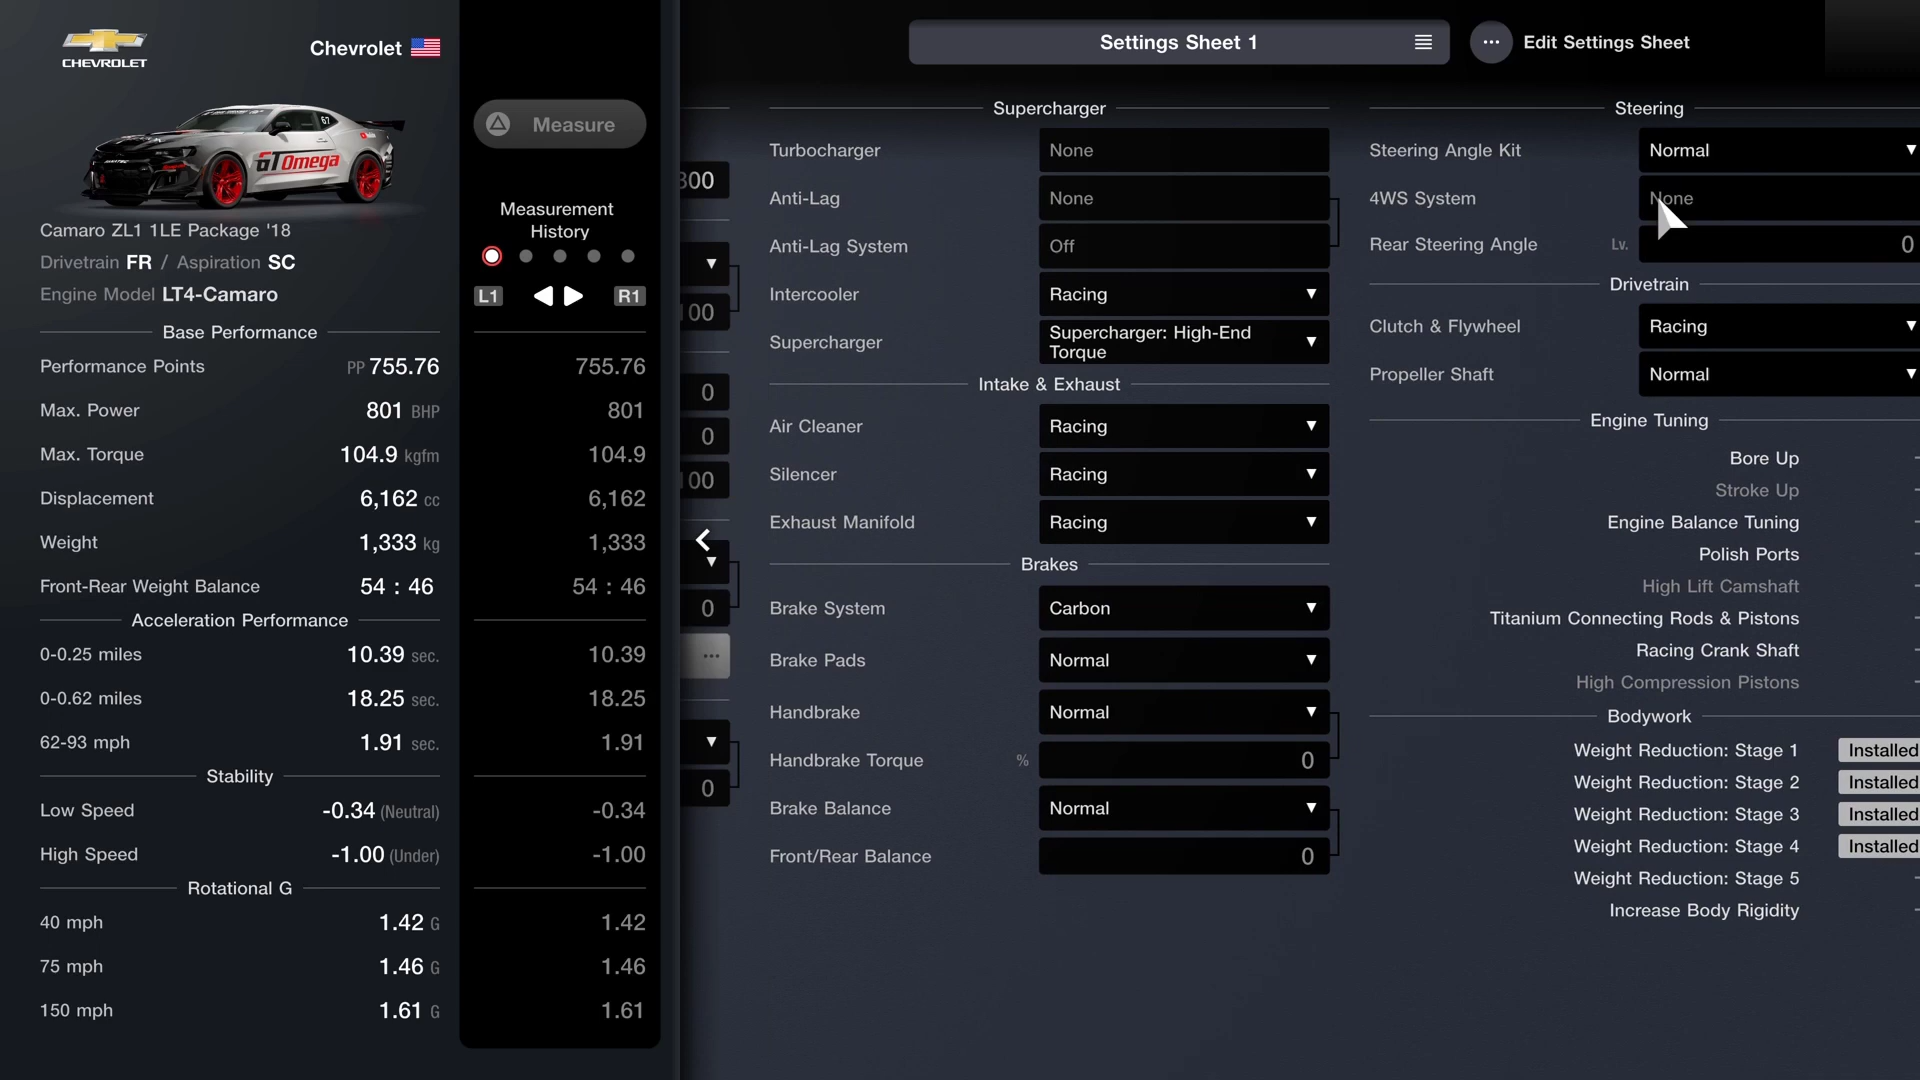 CHEVROLET
Chevrolet
GT Omega
67
Camaro ZL1 1LE Package '18
Drivetrain FR / Aspiration SC
Engine Model LT4-Camaro
Base Performance
Performance Points PP 755.76
Max. Power 801 BHP
Max. Torque 104.9 kgfm
Displacement 6,162 cc
Weight 1,333 kg
Front-Rear Weight Balance 54 : 46
Acceleration Performance
0-0.25 miles 10.39 sec.
0-0.62 miles 18.25 sec.
62-93 mph 1.91 sec.
Stability
Low Speed -0.34 (Neutral)
High Speed -1.00 (Under)
Rotational G
40 mph 1.42 G
75 mph 1.46 G
150 mph 1.61 G
Measure
Measurement
History
L1 R1
755.76
801
104.9
6,162
1,333
54 : 46
10.39
18.25
1.91
-0.34
-1.00
1.42
1.46
1.61
Settings Sheet 1
Edit Settings Sheet
300
100
0
0
100
0
0
Supercharger
Turbocharger None
Anti-Lag None
Anti-Lag System Off
Intercooler Racing
Supercharger Supercharger: High-End
Torque
Intake & Exhaust
Air Cleaner Racing
Silencer Racing
Exhaust Manifold Racing
Brakes
Brake System Carbon
Brake Pads Normal
Handbrake Normal
Handbrake Torque % 0
Brake Balance Normal
Front/Rear Balance 0
Steering
Steering Angle Kit Normal
4WS System None
Rear Steering Angle Lv. 0
Drivetrain
Clutch & Flywheel Racing
Propeller Shaft Normal
Engine Tuning
Bore Up
Stroke Up
Engine Balance Tuning
Polish Ports
High Lift Camshaft
Titanium Connecting Rods & Pistons
Racing Crank Shaft
High Compression Pistons
Bodywork
Weight Reduction: Stage 1 Installed
Weight Reduction: Stage 2 Installed
Weight Reduction: Stage 3 Installed
Weight Reduction: Stage 4 Installed
Weight Reduction: Stage 5
Increase Body Rigidity